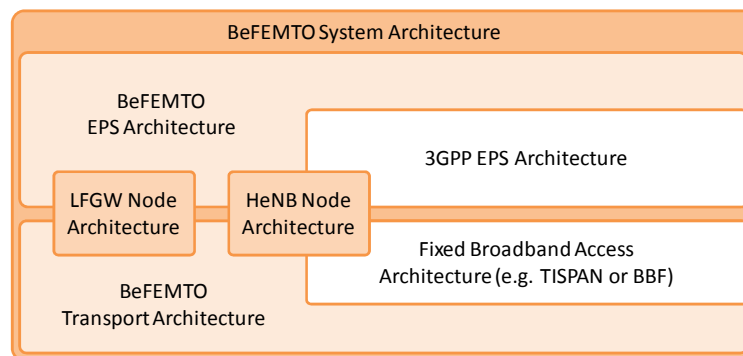 BeFEMTO System Architecture
BeFEMTO
EPS Architecture
3GPP EPS Architecture
LFGW Node
Architecture
HeNB Node
Architecture
Fixed Broadband Access
Architecture (e.g. TISPAN or BBF)
BeFEMTO
Transport Architecture